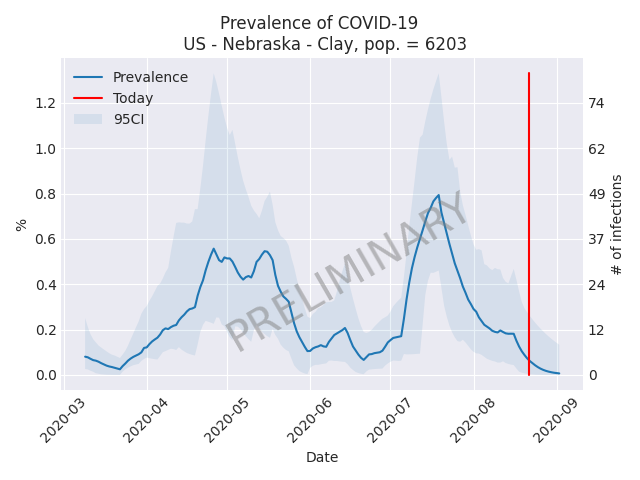 Prevalence of COVID-19
US - Nebraska - Clay, pop. = 6203
Prevalence
Today
95CI
PRELIMINARY
%
1.2
1.0
0.8
0.6
0.4
0.2
0.0
74
62
49
37
24
12
0
# of infections
2020-03
2020-04
2020-05
2020-06
2020-07
2020-08
2020-09
Date